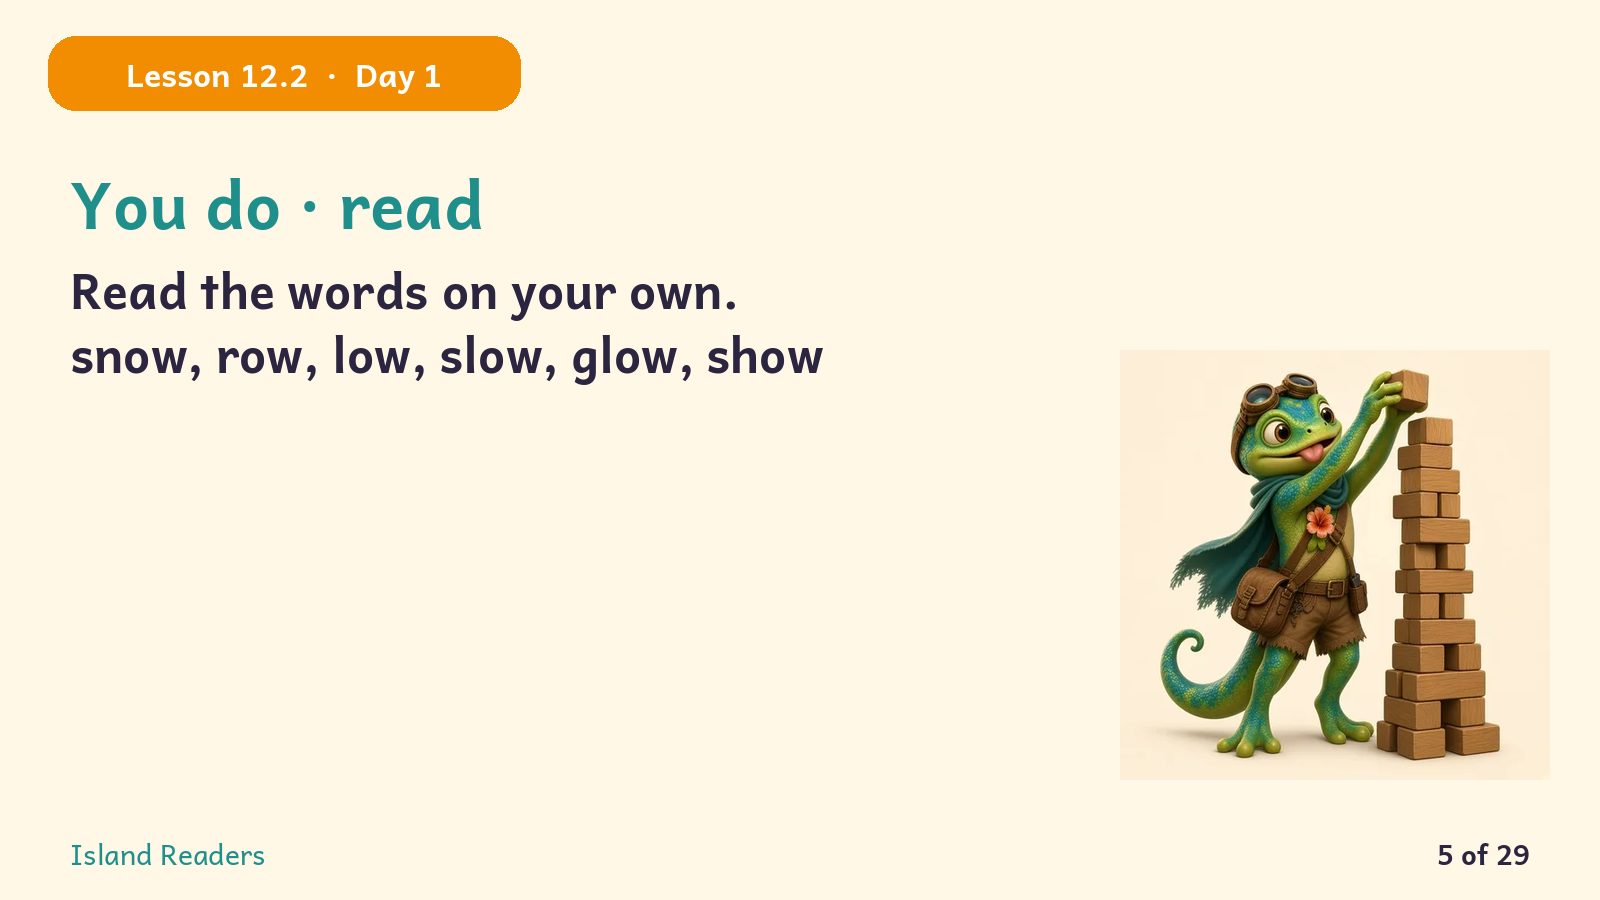 Lesson 12.2 · Day 1
You do · read
Read the words on your own.
snow, row, low, slow, glow, show
Island Readers
5 of 29